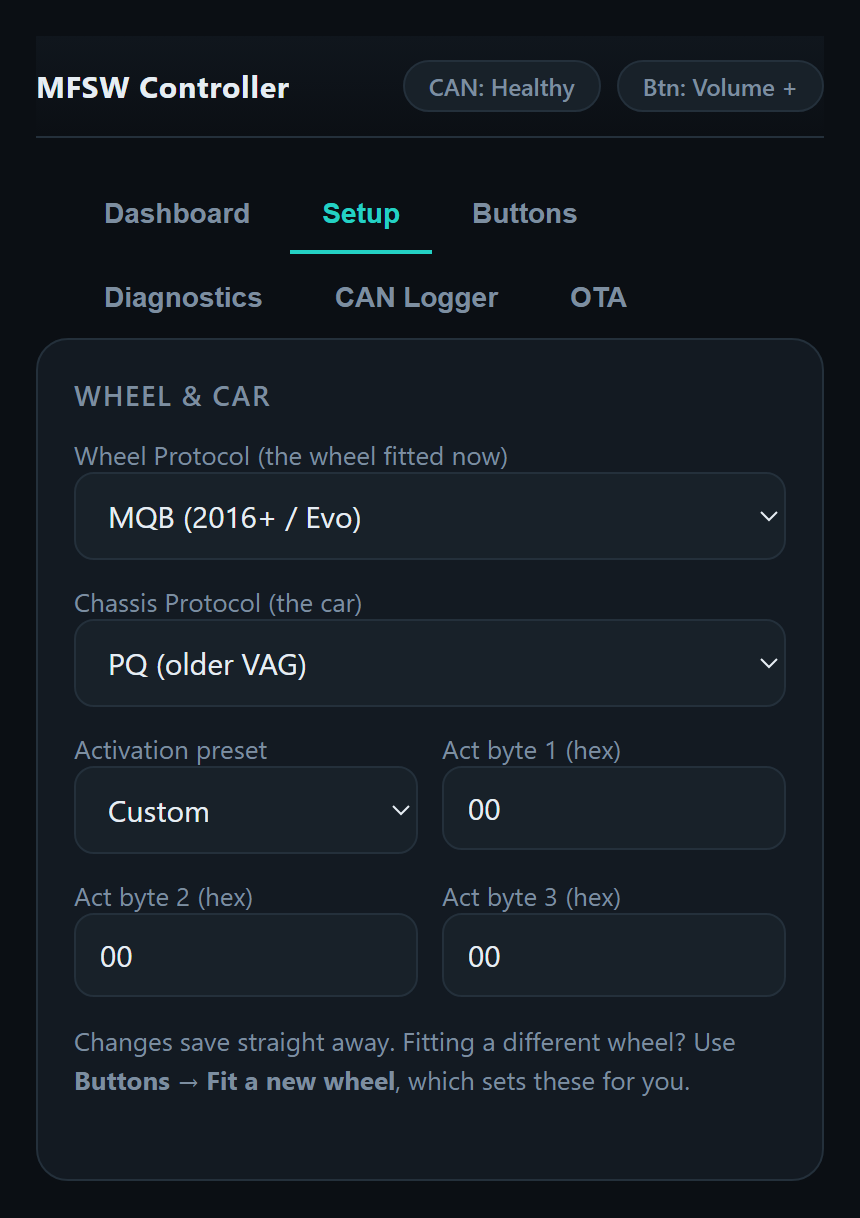 MFSW Controller
CAN: Healthy
Btn: Volume +
Dashboard
Setup
Buttons
Diagnostics
CAN Logger
OTA
WHEEL & CAR
Wheel Protocol (the wheel fitted now)
MQB (2016+ / Evo)
Chassis Protocol (the car)
PQ (older VAG)
Activation preset
Act byte 1 (hex)
Custom
00
Act byte 2 (hex)
Act byte 3 (hex)
00
00
Changes save straight away. Fitting a different wheel? Use
Buttons → Fit a new wheel, which sets these for you.